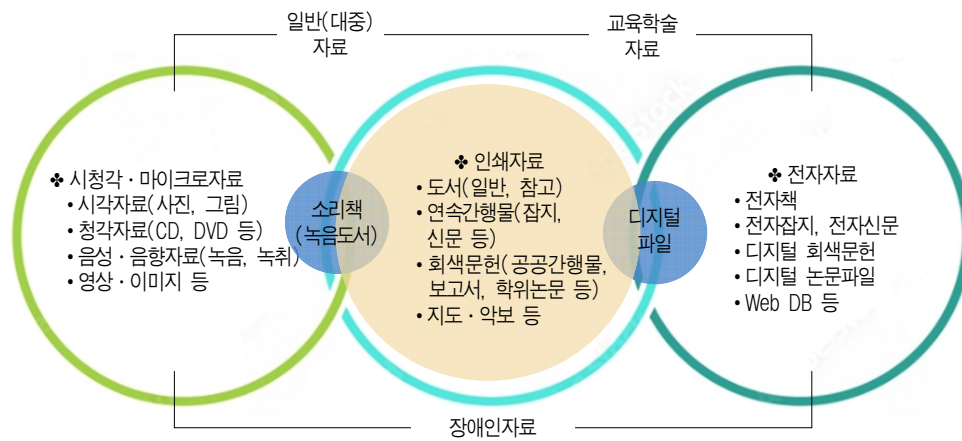 일반(대중)
자료
교육학술
자료
❖ 시청각·마이크로자료
• 시각자료(사진, 그림)
• 청각자료(CD, DVD 등)
• 음성·음향자료(녹음, 녹취)
• 영상·이미지 등
소리책
(녹음도서)
❖ 인쇄자료
• 도서(일반, 참고)
• 연속간행물(잡지,
신문 등)
• 회색문헌(공공간행물,
보고서, 학위논문 등)
• 지도·악보 등
디지털
파일
❖ 전자자료
• 전자책
• 전자잡지, 전자신문
• 디지털 회색문헌
• 디지털 논문파일
• Web DB 등
장애인자료